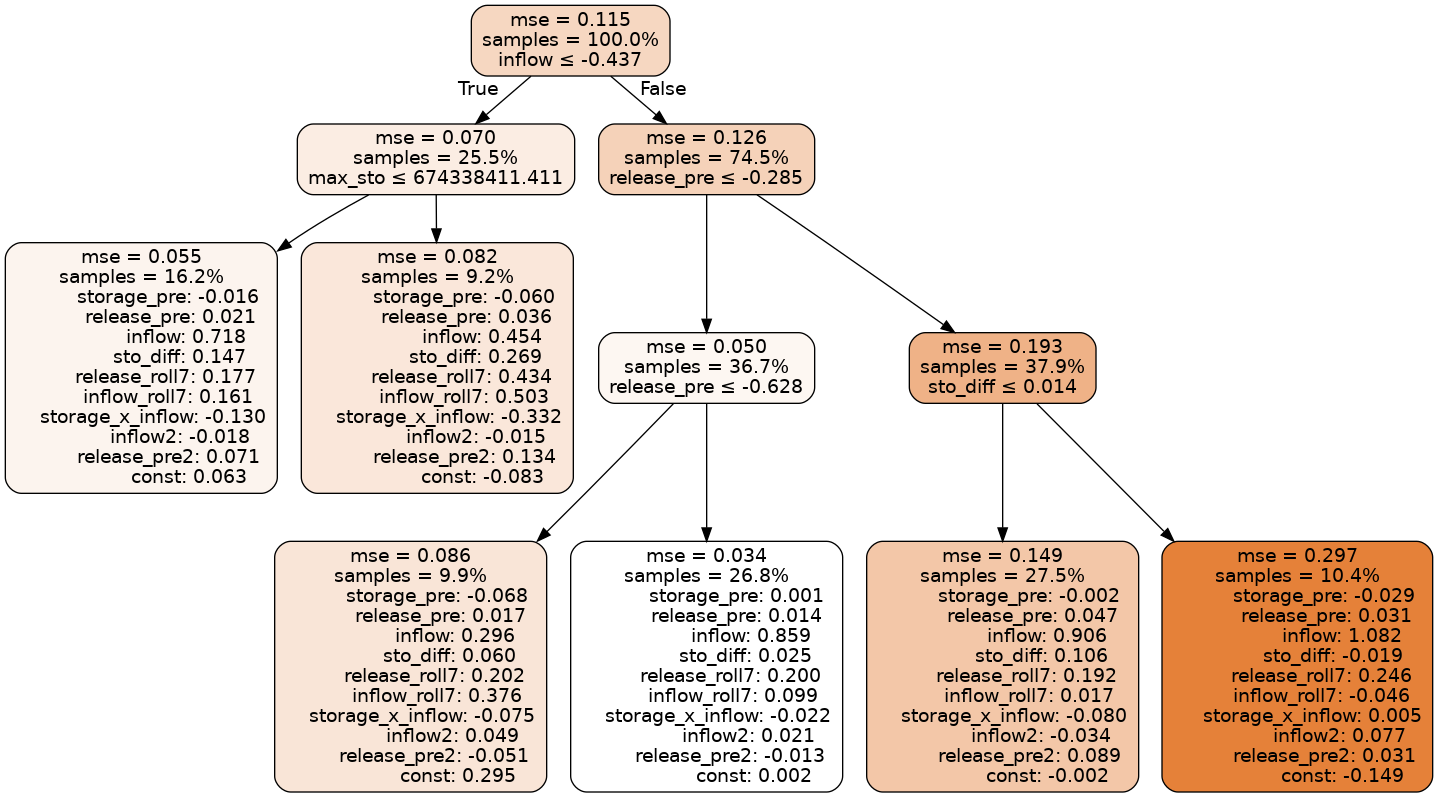 mse = 0.115
samples = 100.0%
inflow ≤ -0.437
True
False
mse = 0.070
samples = 25.5%
max_sto ≤ 674338411.411
mse = 0.126
samples = 74.5%
release_pre ≤ -0.285
mse = 0.055
samples = 16.2%
storage_pre: -0.016
release_pre: 0.021
inflow: 0.718
sto_diff: 0.147
release_roll7: 0.177
inflow_roll7: 0.161
storage_x_inflow: -0.130
inflow2: -0.018
release_pre2: 0.071
const: 0.063
mse = 0.082
samples = 9.2%
storage_pre: -0.060
release_pre: 0.036
inflow: 0.454
sto_diff: 0.269
release_roll7: 0.434
inflow_roll7: 0.503
storage_x_inflow: -0.332
inflow2: -0.015
release_pre2: 0.134
const: -0.083
mse = 0.050
samples = 36.7%
release_pre ≤ -0.628
mse = 0.193
samples = 37.9%
sto_diff ≤ 0.014
mse = 0.086
samples = 9.9%
storage_pre: -0.068
release_pre: 0.017
inflow: 0.296
sto_diff: 0.060
release_roll7: 0.202
inflow_roll7: 0.376
storage_x_inflow: -0.075
inflow2: 0.049
release_pre2: -0.051
const: 0.295
mse = 0.034
samples = 26.8%
storage_pre: 0.001
release_pre: 0.014
inflow: 0.859
sto_diff: 0.025
release_roll7: 0.200
inflow_roll7: 0.099
storage_x_inflow: -0.022
inflow2: 0.021
release_pre2: -0.013
const: 0.002
mse = 0.149
samples = 27.5%
storage_pre: -0.002
release_pre: 0.047
inflow: 0.906
sto_diff: 0.106
release_roll7: 0.192
inflow_roll7: 0.017
storage_x_inflow: -0.080
inflow2: -0.034
release_pre2: 0.089
const: -0.002
mse = 0.297
samples = 10.4%
storage_pre: -0.029
release_pre: 0.031
inflow: 1.082
sto_diff: -0.019
release_roll7: 0.246
inflow_roll7: -0.046
storage_x_inflow: 0.005
inflow2: 0.077
release_pre2: 0.031
const: -0.149